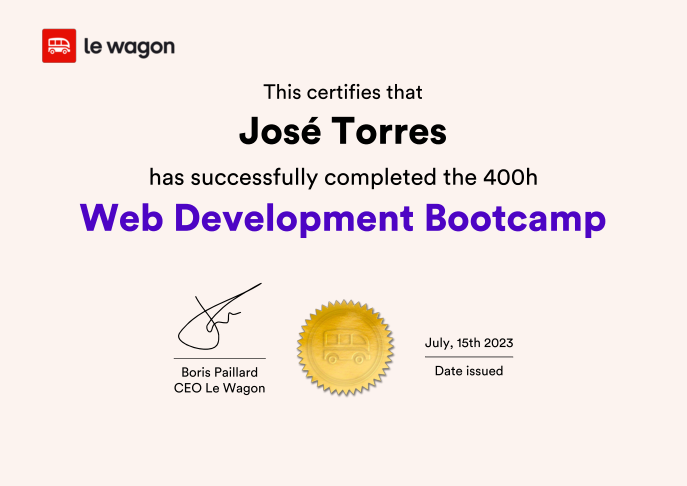 le wagon
This certifies that
José Torres
has successfully completed the 400h
Web Development Bootcamp
Boris Paillard
CEO Le Wagon
July, 15th 2023
Date issued